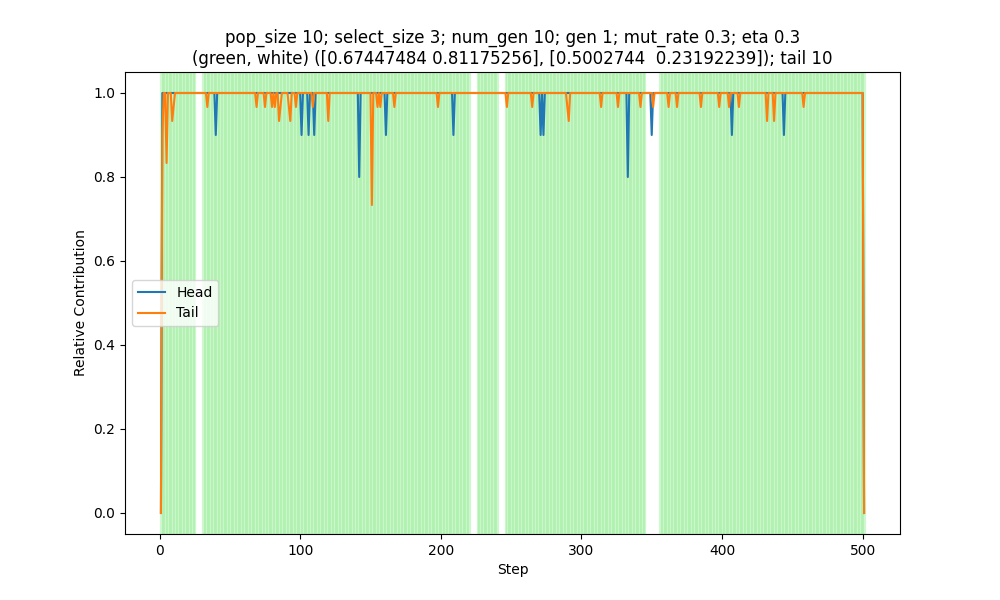 pop_size 10; select_size 3; num_gen 10; gen 1; mut_rate 0.3; eta 0.3
(green, white) ([0.67447484 0.81175256], [0.5002744  0.23192239]); tail 10
1.0
0.8
0.6
0.4
0.2
0.0
Relative Contribution
Head
Tail
0 100 200 300 400 500
Step